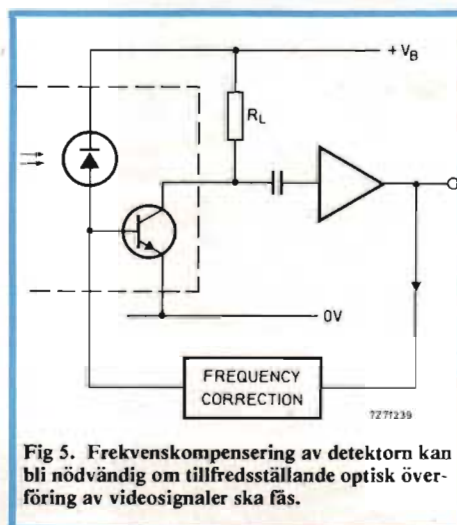 + V_B
R_L
0V
FREQUENCY
CORRECTION
7Z71239
Fig 5. Frekvenskompensering av detektorn kan
bli nödvändig om tillfredsställande optisk över-
föring av videosignaler ska fås.